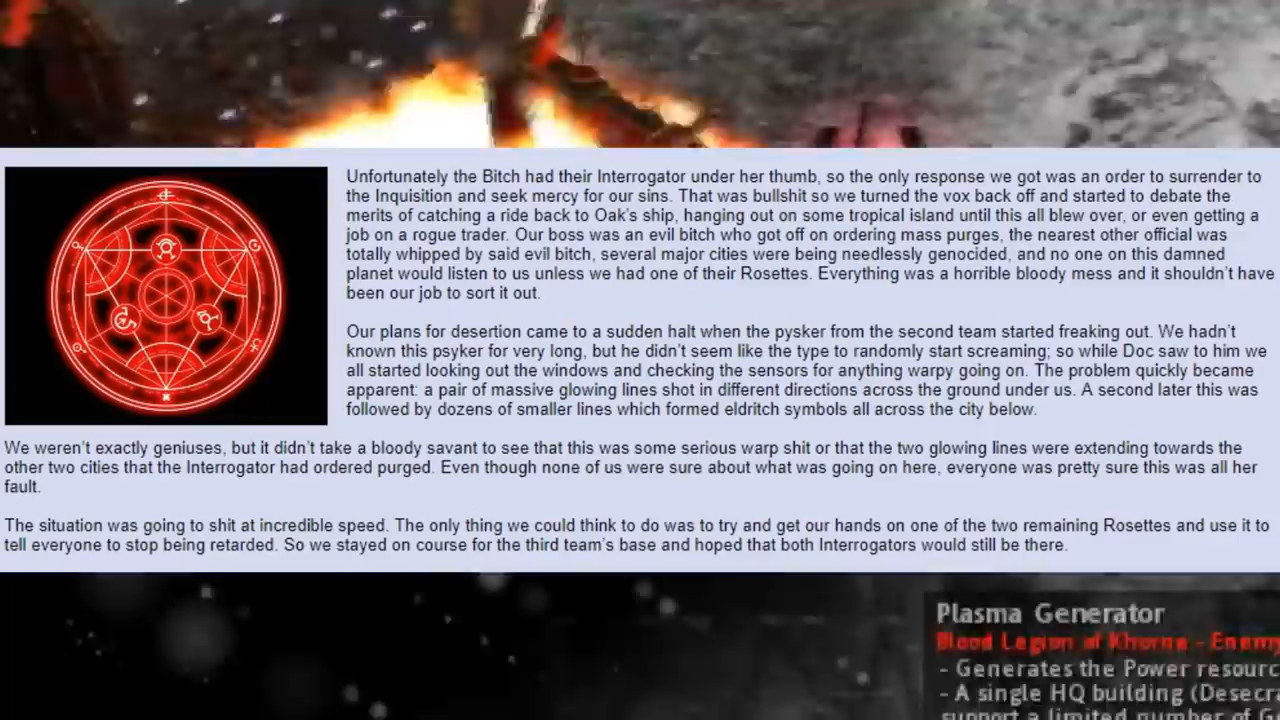 Unfortunately the Bitch had their Interrogator under her thumb, so the only response we got was an order to surrender to
the Inquisition and seek mercy for our sins. That was bullshit so we turned the vox back off and started to debate the
merits of catching a ride back to Oak's ship, hanging out on some tropical island until this all blew over, or even getting a
job on a rogue trader. Our boss was an evil bitch who got off on ordering mass purges, the nearest other official was
totally whipped by said evil bitch, several major cities were being needlessly genocided, and no one on this damned
planet would listen to us unless we had one of their Rosettes. Everything was a horrible bloody mess and it shouldn't have
been our job to sort it out.
Our plans for desertion came to a sudden halt when the pysker from the second team started freaking out. We hadn't
known this psyker for very long, but he didn't seem like the type to randomly start screaming; so while Doc saw to him we
all started looking out the windows and checking the sensors for anything warpy going on. The problem quickly became
apparent: a pair of massive glowing lines shot in different directions across the ground under us. A second later this was
followed by dozens of smaller lines which formed eldritch symbols all across the city below.
We weren't exactly geniuses, but it didn't take a bloody savant to see that this was some serious warp shit or that the two glowing lines were extending towards the
other two cities that the Interrogator had ordered purged. Even though none of us were sure about what was going on here, everyone was pretty sure this was all her
fault.
The situation was going to shit at incredible speed. The only thing we could think to do was to try and get our hands on one of the two remaining Rosettes and use it to
tell everyone to stop being retarded. So we stayed on course for the third team's base and hoped that both Interrogators would still be there.
Plasma Generator
Blood Legion of Khorne - Enemy
- Generates the Power resourc
- A single HQ building (Desecra
support a limited number of G